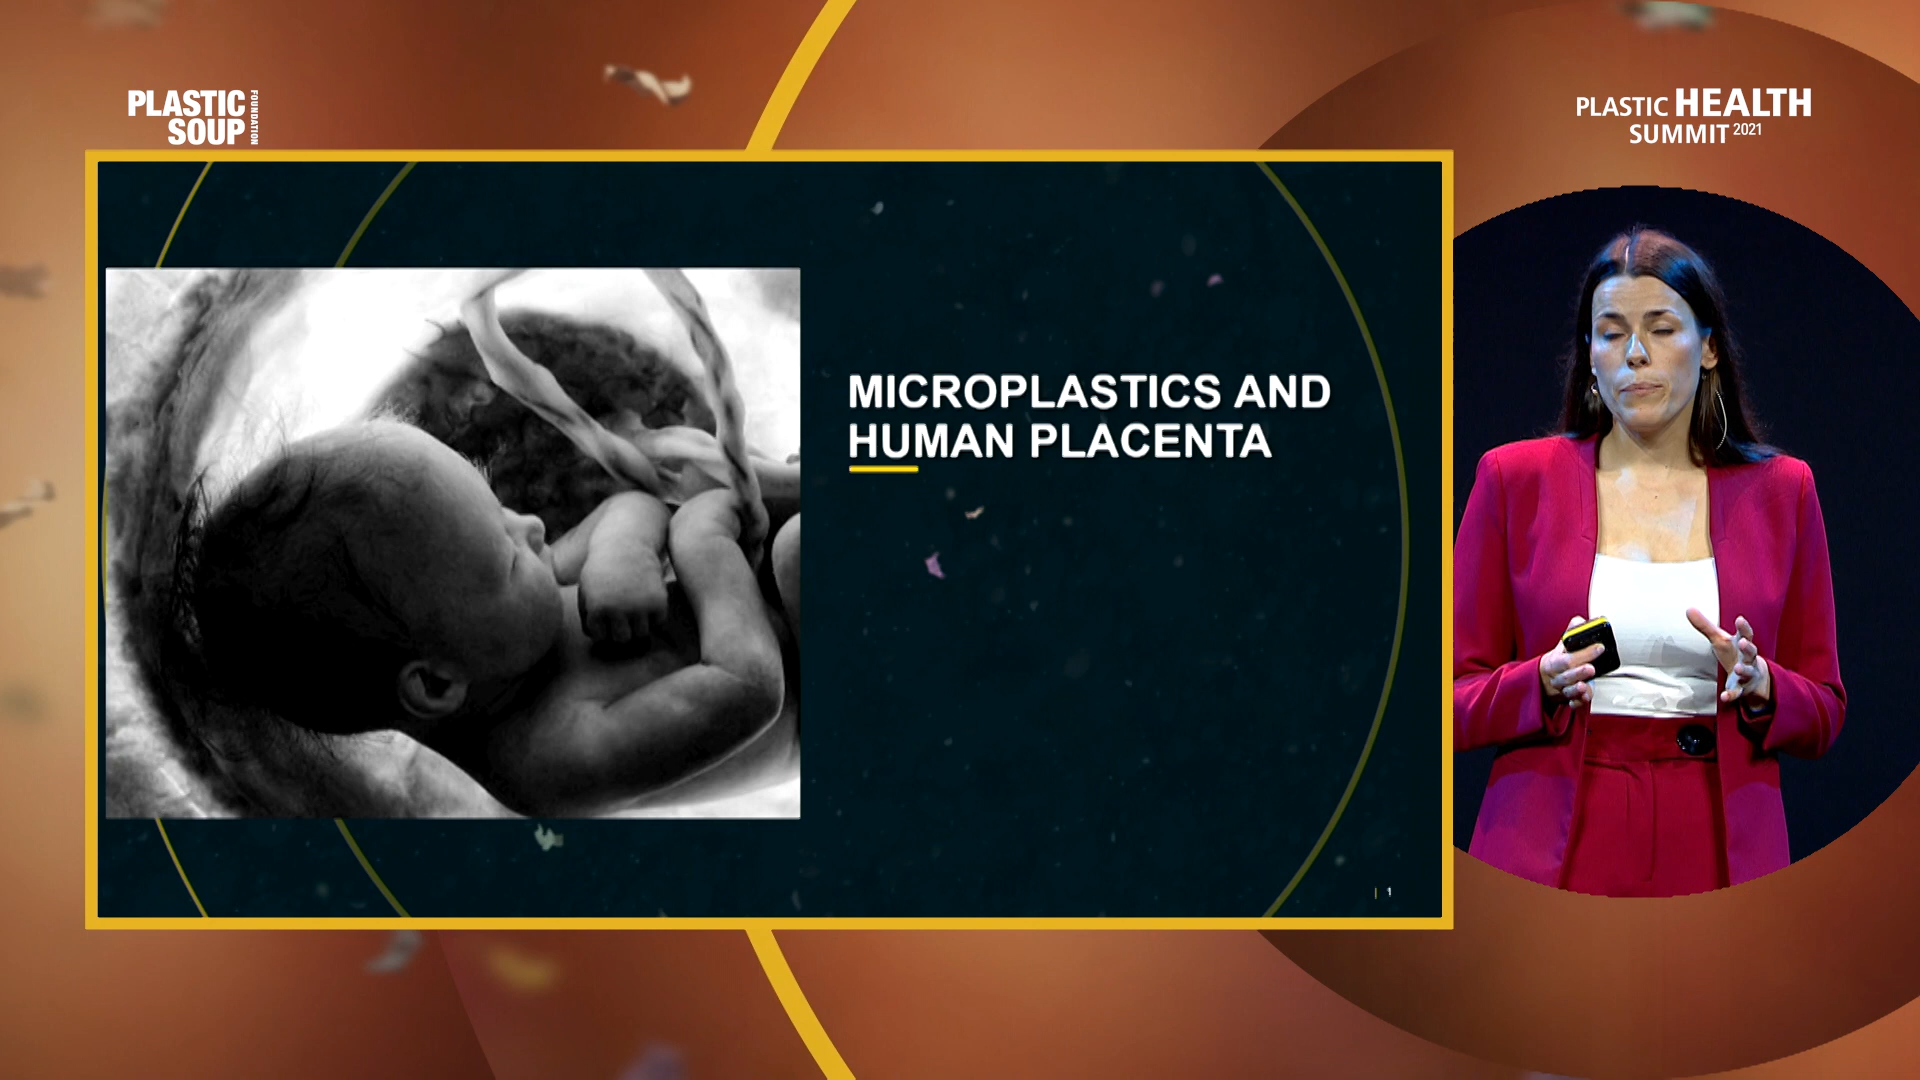 PLASTIC
SOUP
FOUNDATION
PLASTIC HEALTH
SUMMIT 2021
MICROPLASTICS AND
HUMAN PLACENTA
1